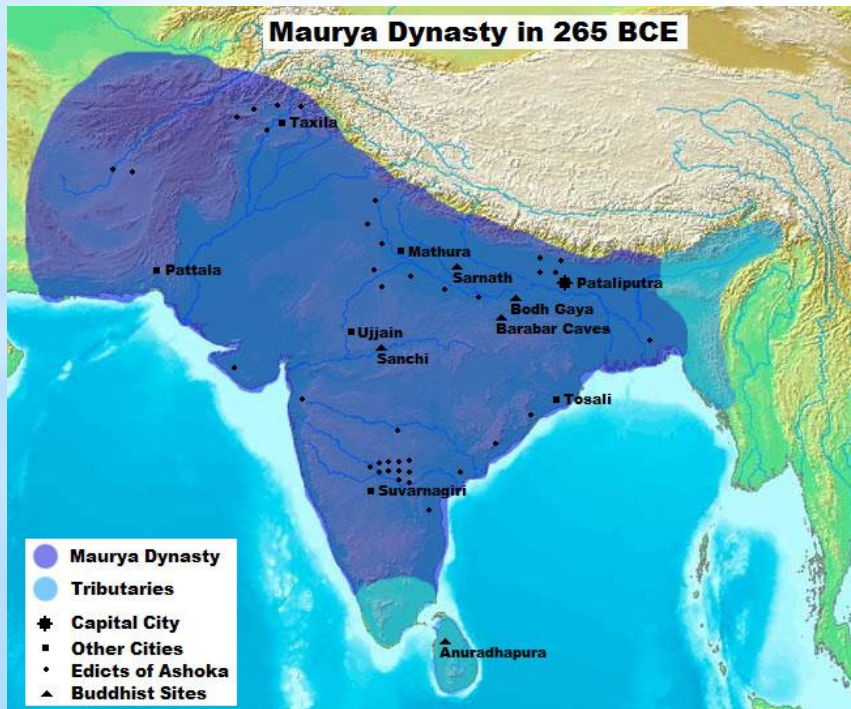 Maurya Dynasty in 265 BCE
Taxila
Mathura
Pattala
Sarnath
Pataliputra
Bodh Gaya
Barabar Caves
Ujjain
Sanchi
Tosali
Suvarnagiri
Anuradhapura
Maurya Dynasty
Tributaries
Capital City
Other Cities
Edicts of Ashoka
Buddhist Sites